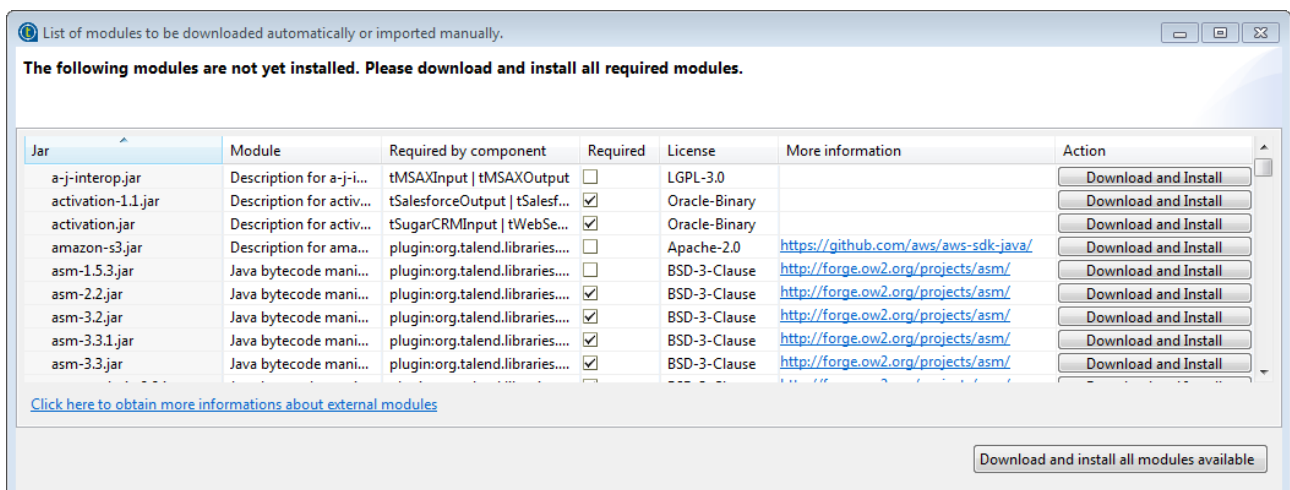 List of modules to be downloaded automatically or imported manually.
The following modules are not yet installed. Please download and install all required modules.
Jar Module Required by component Required License More information Action
a-j-interop.jar Description for a-j-i... tMSAXInput | tMSAXOutput LGPL-3.0 Download and Install
activation-1.1.jar Description for activ... tSalesforceOutput | tSalesf... Oracle-Binary Download and Install
activation.jar Description for activ... tSugarCRMInput | tWebSe... Oracle-Binary Download and Install
amazon-s3.jar Description for ama... plugin:org.talend.libraries.... Apache-2.0 https://github.com/aws/aws-sdk-java/ Download and Install
asm-1.5.3.jar Java bytecode mani... plugin:org.talend.libraries.... BSD-3-Clause http://forge.ow2.org/projects/asm/ Download and Install
asm-2.2.jar Java bytecode mani... plugin:org.talend.libraries.... BSD-3-Clause http://forge.ow2.org/projects/asm/ Download and Install
asm-3.2.jar Java bytecode mani... plugin:org.talend.libraries.... BSD-3-Clause http://forge.ow2.org/projects/asm/ Download and Install
asm-3.3.1.jar Java bytecode mani... plugin:org.talend.libraries.... BSD-3-Clause http://forge.ow2.org/projects/asm/ Download and Install
asm-3.3.jar Java bytecode mani... plugin:org.talend.libraries.... BSD-3-Clause http://forge.ow2.org/projects/asm/ Download and Install
Click here to obtain more informations about external modules
Download and install all modules available